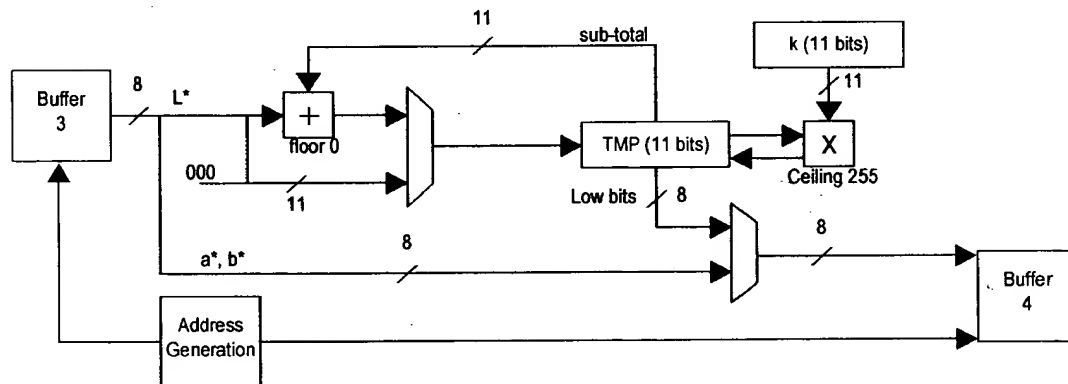 11
sub-total
k (11 bits)
11
8
L*
Buffer
3
+
floor 0
TMP (11 bits)
X
Ceiling 255
000
11
Low bits
8
8
a*, b*
8
Buffer
4
Address
Generation